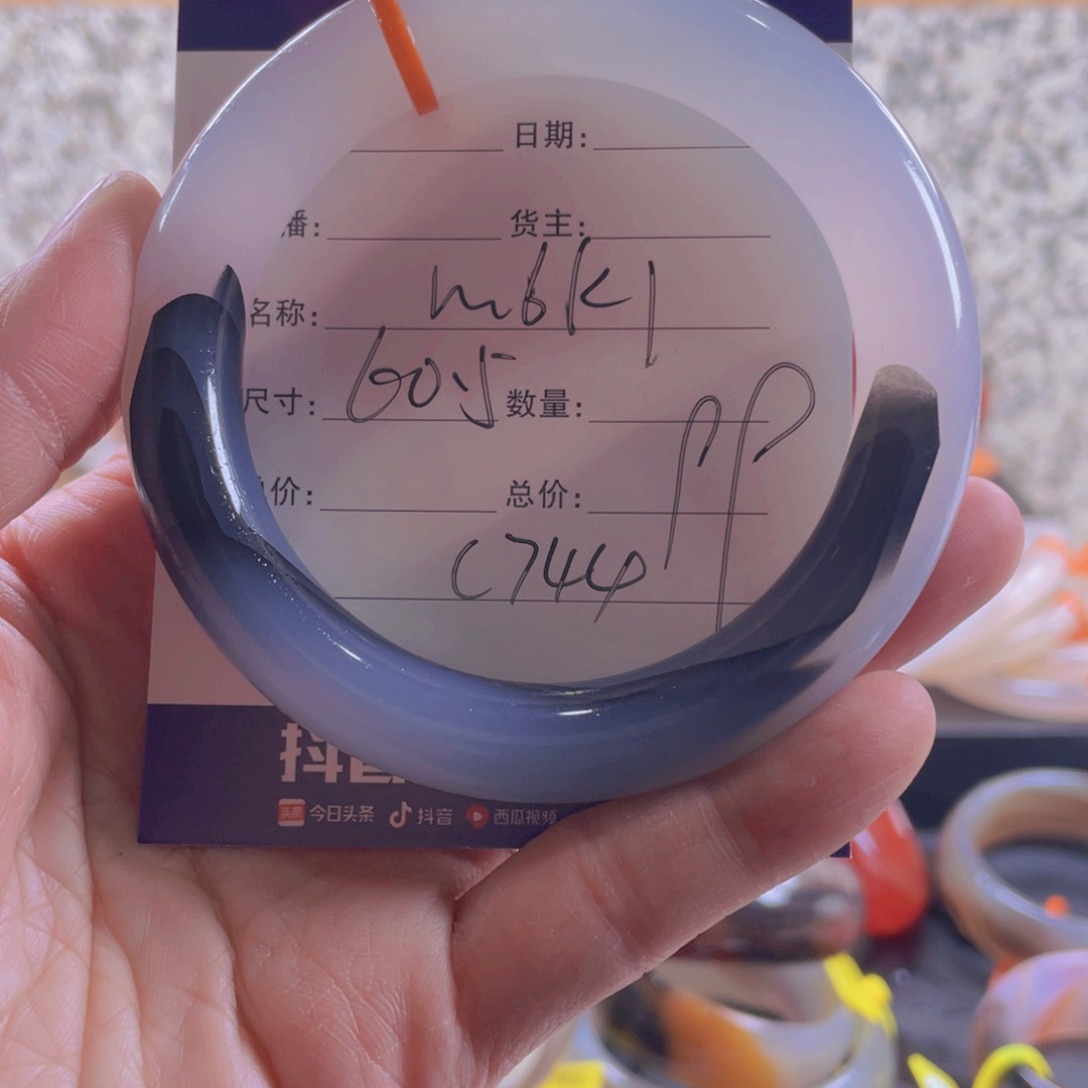 日期:
播: 货主:
名称: m6k1
尺寸: 60.5 数量:
价: 总价:
C744
抖音
今日头条 抖音 西瓜视频